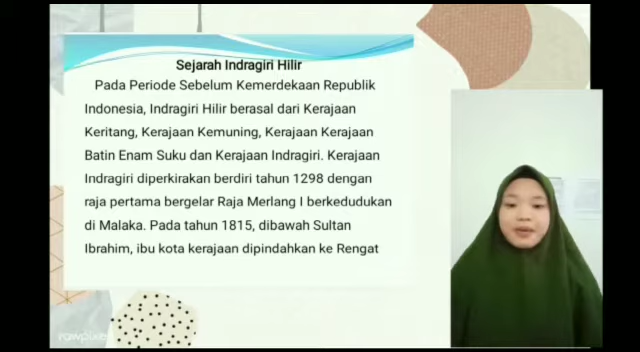 Sejarah Indragiri Hilir
Pada Periode Sebelum Kemerdekaan Republik
Indonesia, Indragiri Hilir berasal dari Kerajaan
Keritang, Kerajaan Kemuning, Kerajaan Kerajaan
Batin Enam Suku dan Kerajaan Indragiri. Kerajaan
Indragiri diperkirakan berdiri tahun 1298 dengan
raja pertama bergelar Raja Merlang I berkedudukan
di Malaka. Pada tahun 1815, dibawah Sultan
Ibrahim, ibu kota kerajaan dipindahkan ke Rengat
rawpixe